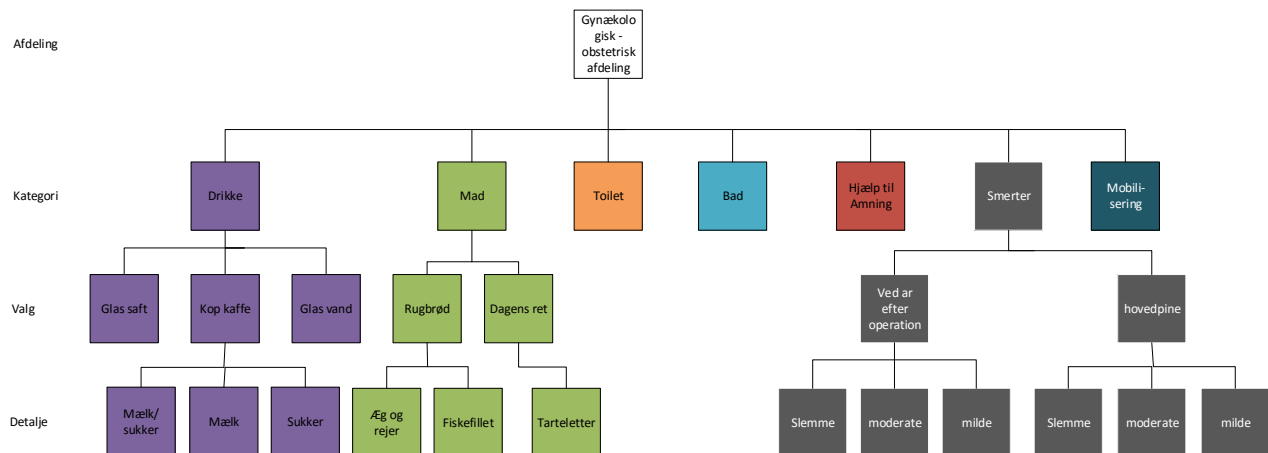 Gynækolo
gisk -
obstetrisk
afdeling
Afdeling
Kategori
Drikke
Mad
Toilet
Bad
Hjælp til
Amning
Smerter
Mobili-
sering
Valg
Glas saft
Kop kaffe
Glas vand
Rugbrød
Dagens ret
Ved ar
efter
operation
hovedpine
Detalje
Mælk/
sukker
Mælk
Sukker
Æg og
rejer
Fiskefillet
Tarteletter
Slemme
moderate
milde
Slemme
moderate
milde